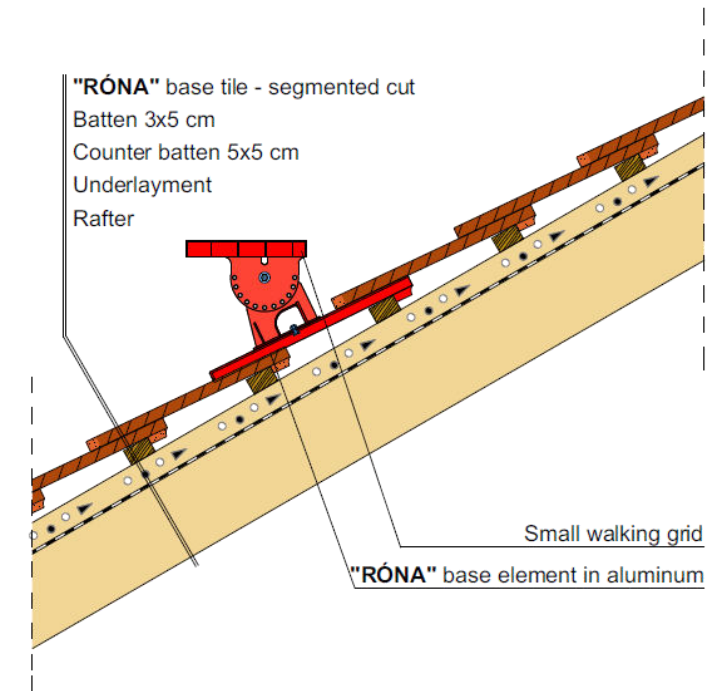 "RÓNA" base tile - segmented cut
Batten 3x5 cm
Counter batten 5x5 cm
Underlayment
Rafter
Small walking grid
"RÓNA" base element in aluminum